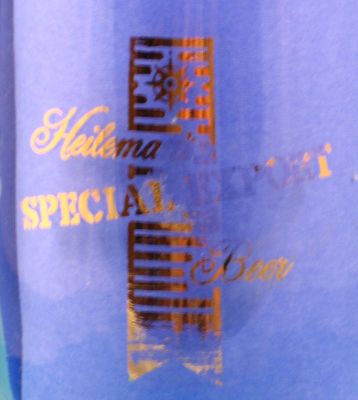 Heilema
SPECIAL EXPORT
Beer